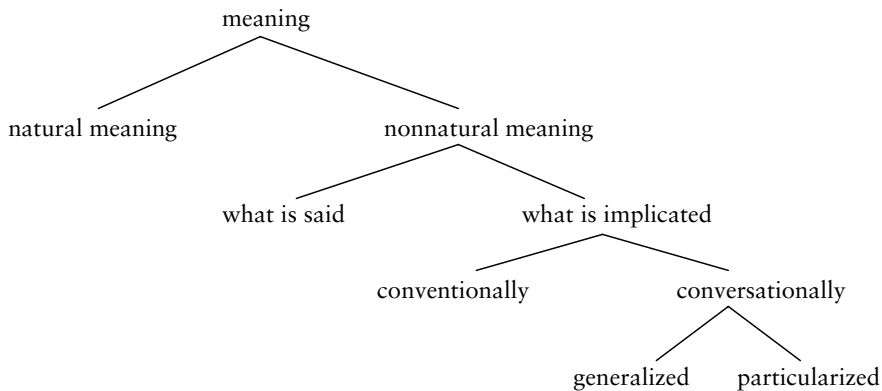 meaning
natural meaning nonnatural meaning
what is said what is implicated
conventionally conversationally
generalized particularized